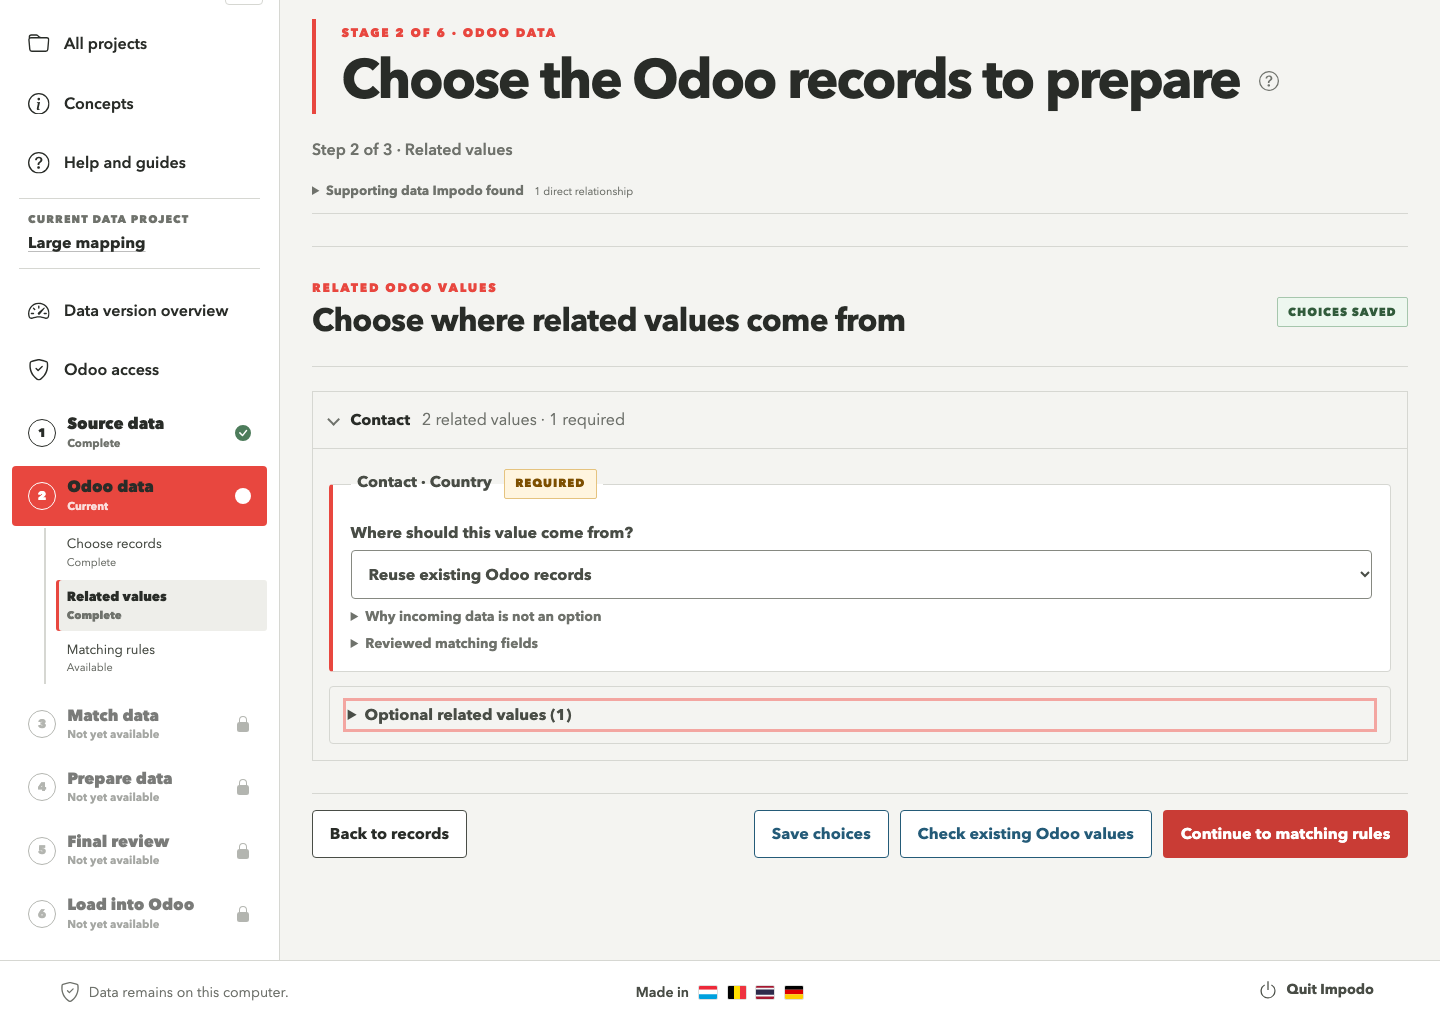 All projects
Concepts
Help and guides
CURRENT DATA PROJECT
Large mapping
Data version overview
Odoo access
1
Source data
Complete
2
Odoo data
Current
Choose records
Complete
Related values
Complete
Matching rules
Available
3
Match data
Not yet available
4
Prepare data
Not yet available
5
Final review
Not yet available
6
Load into Odoo
Not yet available
STAGE 2 OF 6 · ODOO DATA
Choose the Odoo records to prepare ?
Step 2 of 3 · Related values
Supporting data Impodo found 1 direct relationship
RELATED ODOO VALUES
Choose where related values come from
CHOICES SAVED
Contact 2 related values · 1 required
Contact · Country REQUIRED
Where should this value come from?
Reuse existing Odoo records
Why incoming data is not an option
Reviewed matching fields
Optional related values (1)
Back to records
Save choices
Check existing Odoo values
Continue to matching rules
Data remains on this computer.
Made in
Quit Impodo